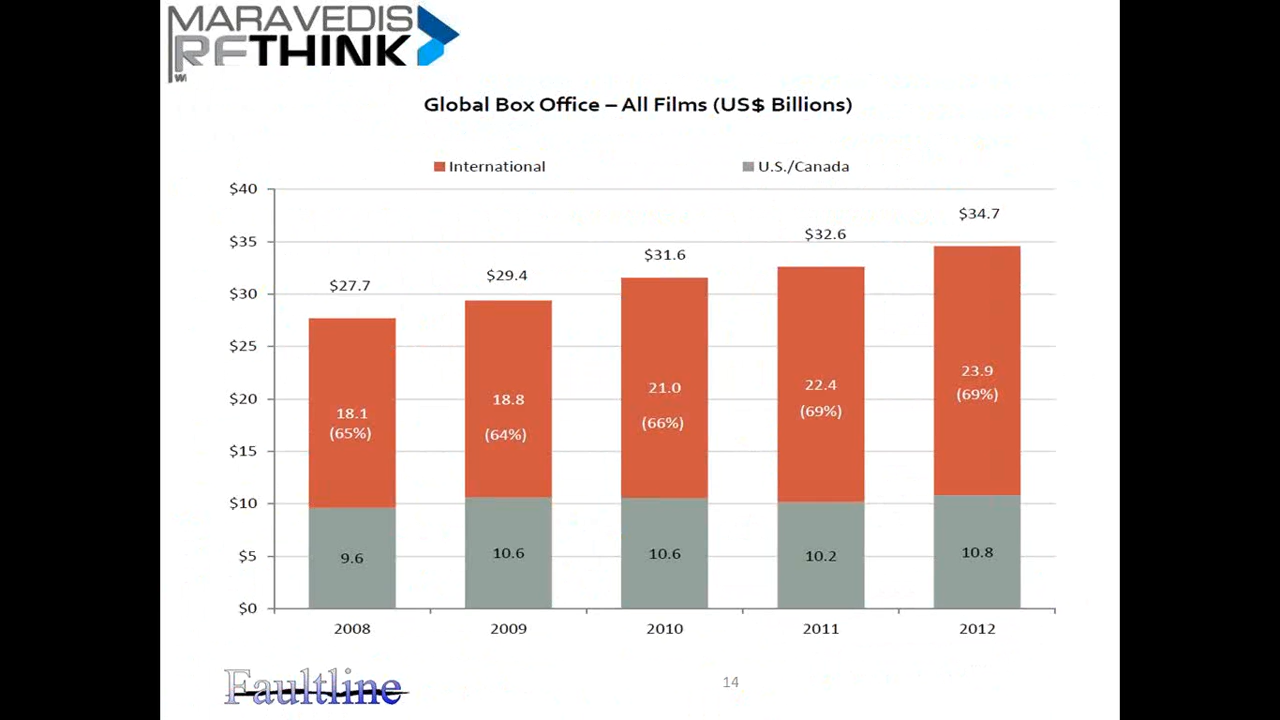 MARAVEDIS
RETHINK
W
Global Box Office – All Films (US$ Billions)
International U.S./Canada
$40
$35
$30
$25
$20
$15
$10
$5
$0
$27.7 $29.4 $31.6 $32.6 $34.7
18.1 18.8 21.0 22.4 23.9
(65%) (64%) (66%) (69%) (69%)
9.6 10.6 10.6 10.2 10.8
2008 2009 2010 2011 2012
Faultline 14